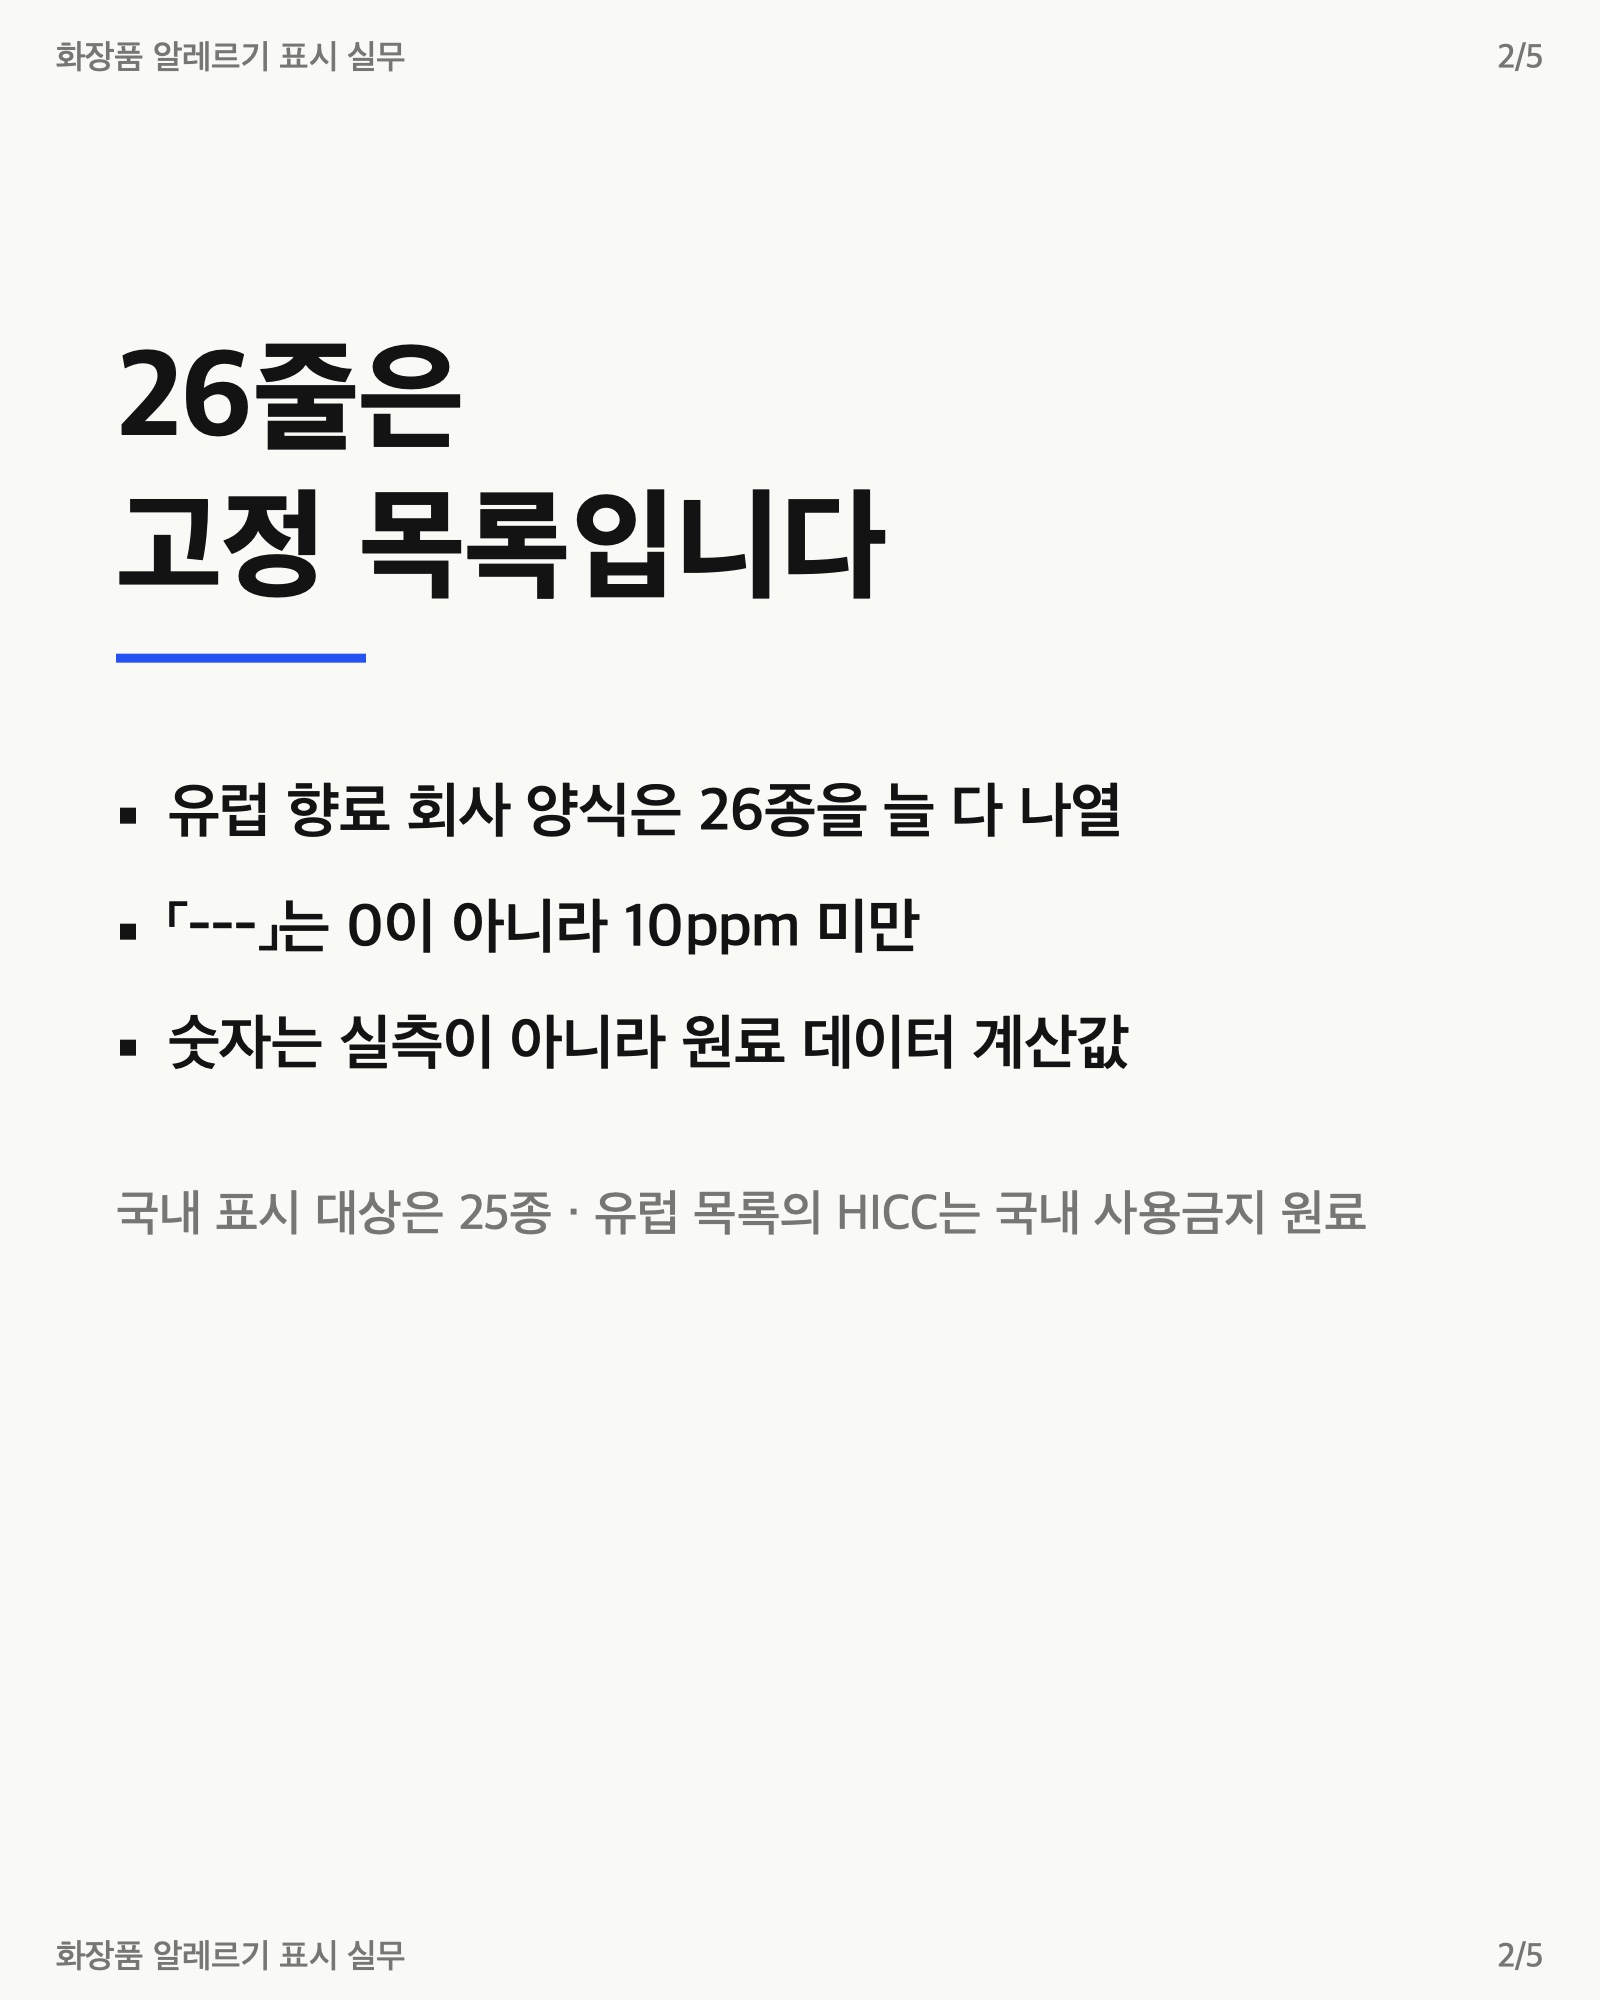 화장품 알레르기 표시 실무
2/5
26줄은
고정 목록입니다
▪ 유럽 향료 회사 양식은 26종을 늘 다 나열
▪ 「---」는 0이 아니라 10ppm 미만
▪ 숫자는 실측이 아니라 원료 데이터 계산값
국내 표시 대상은 25종 · 유럽 목록의 HICC는 국내 사용금지 원료
화장품 알레르기 표시 실무
2/5